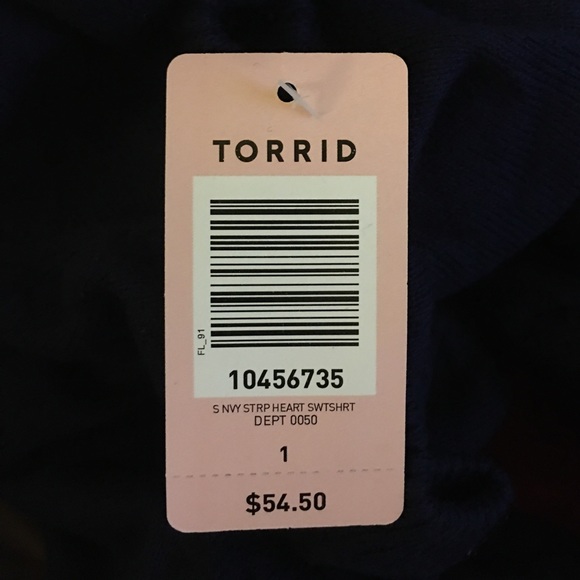 TORRID
FL_91
10456735
S NVY STRP HEART SWTSHRT
DEPT 0050
1
$54.50